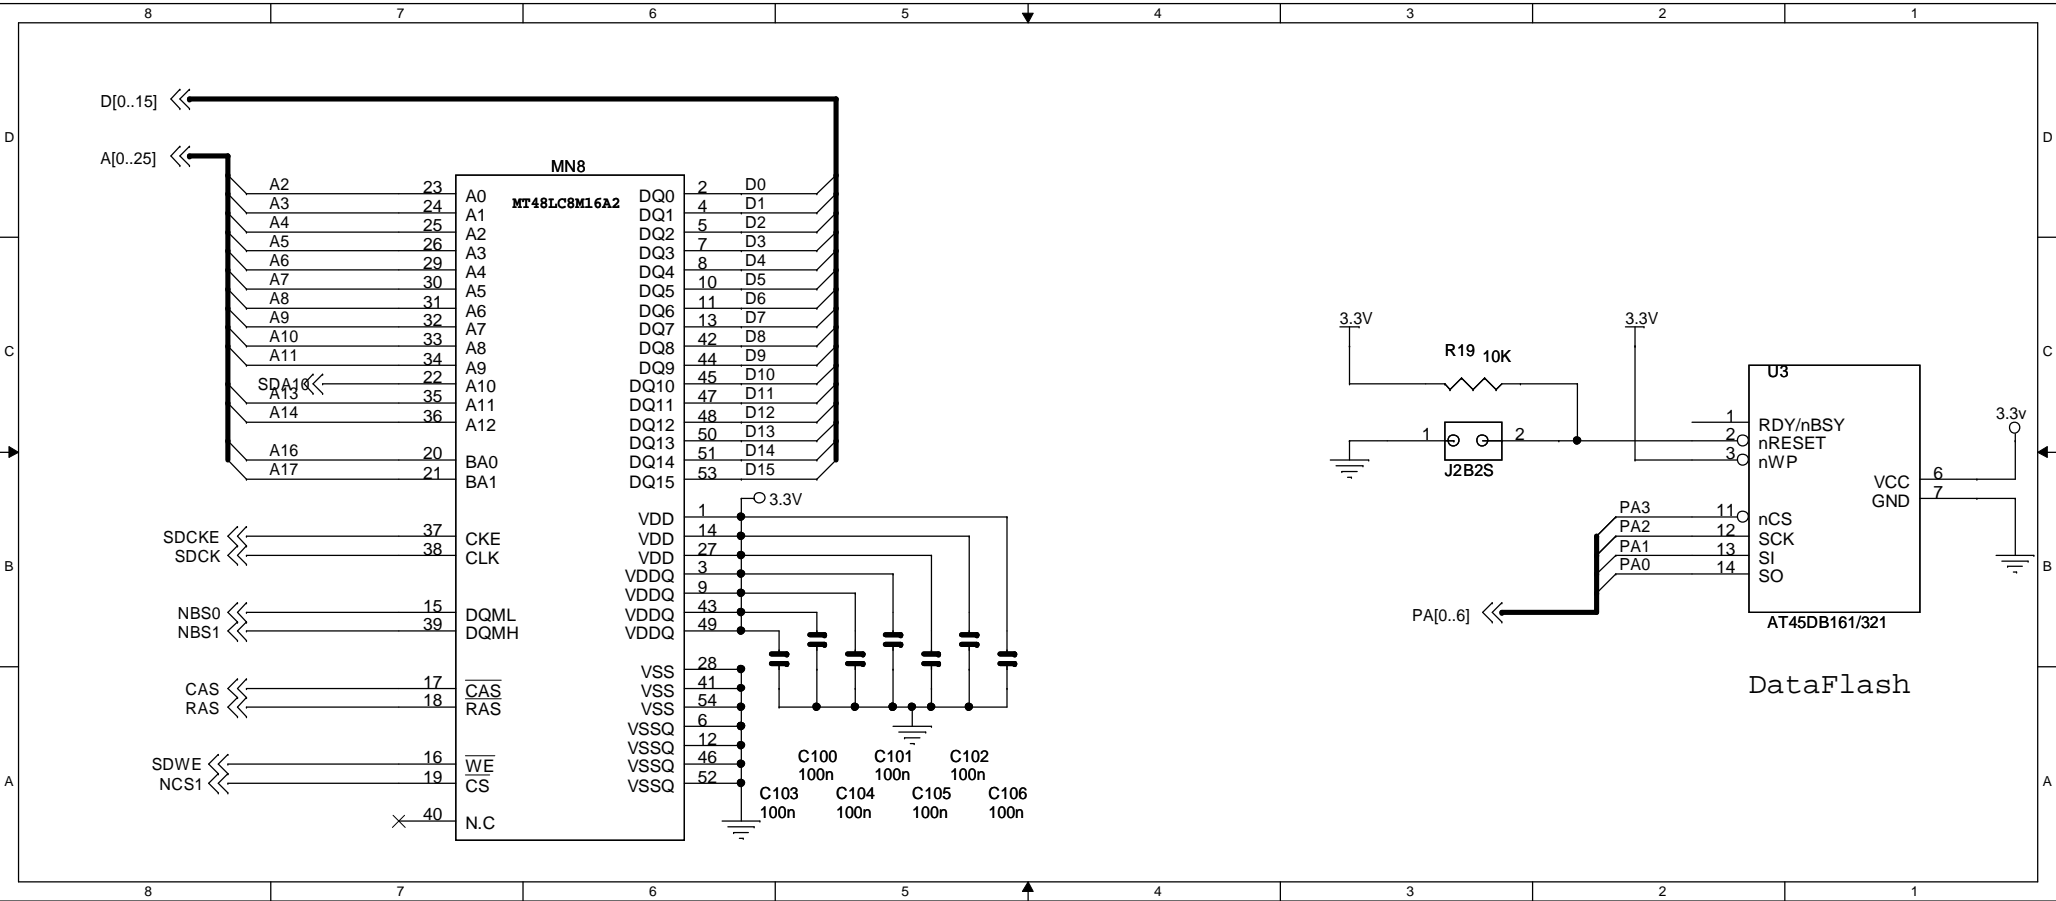 8 7 6 5 4 3 2 1
D[0..15]
D D
A[0..25]
MN8
MT48LC8M16A2
A2 23 A0 DQ0 2 D0
A3 24 A1 DQ1 4 D1
A4 25 A2 DQ2 5 D2
A5 26 A3 DQ3 7 D3
A6 29 A4 DQ4 8 D4
A7 30 A5 DQ5 10 D5
A8 31 A6 DQ6 11 D6
A9 32 A7 DQ7 13 D7
A10 33 A8 DQ8 42 D8
A11 34 A9 DQ9 44 D9
SDA10 22 A10 DQ10 45 D10
A13 35 A11 DQ11 47 D11
A14 36 A12 DQ12 48 D12
DQ13 50 D13
A16 20 BA0 DQ14 51 D14
A17 21 BA1 DQ15 53 D15
3.3V
VDD 1
SDCKE 37 CKE VDD 14
SDCK 38 CLK VDD 27
VDDQ 3
VDDQ 9
NBS0 15 DQML VDDQ 43
NBS1 39 DQMH VDDQ 49
VSS 28
CAS 17 CAS VSS 41
RAS 18 RAS VSS 54
VSSQ 6
VSSQ 12
SDWE 16 WE VSSQ 46
NCS1 19 CS VSSQ 52
40 N.C
C100 C101 C102
100n 100n 100n
C103 C104 C105 C106
100n 100n 100n 100n
C C
3.3V 3.3V
R19 10K
U3
1 RDY/nBSY
1 2 2 nRESET
3 nWP
J2B2S
3.3v
VCC 6
GND 7
PA3 11 nCS
PA2 12 SCK
PA1 13 SI
PA0 14 SO
PA[0..6]
AT45DB161/321
DataFlash
B B
A A
8 7 6 5 4 3 2 1